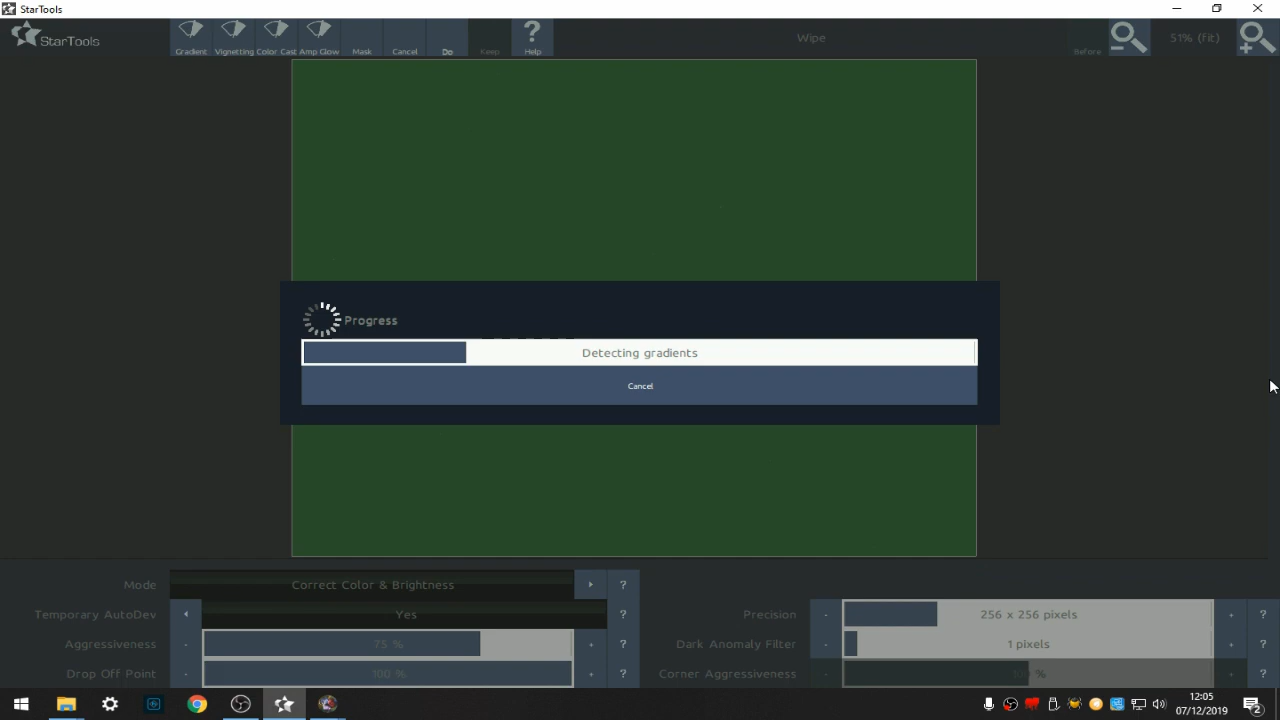 StarTools
StarTools
Gradient Vignetting Color Cast Amp Glow Mask Cancel Do Keep Help
Wipe
Before
51% (fit)
Progress
Detecting gradients
Cancel
Mode Correct Color & Brightness ?
Temporary AutoDev Yes ?
Precision - 256 x 256 pixels + ?
Aggressiveness - 75 % + ?
Dark Anomaly Filter - 1 pixels + ?
Drop Off Point - 100 % + ?
Corner Aggressiveness - 100 % + ?
12:05
07/12/2019
2